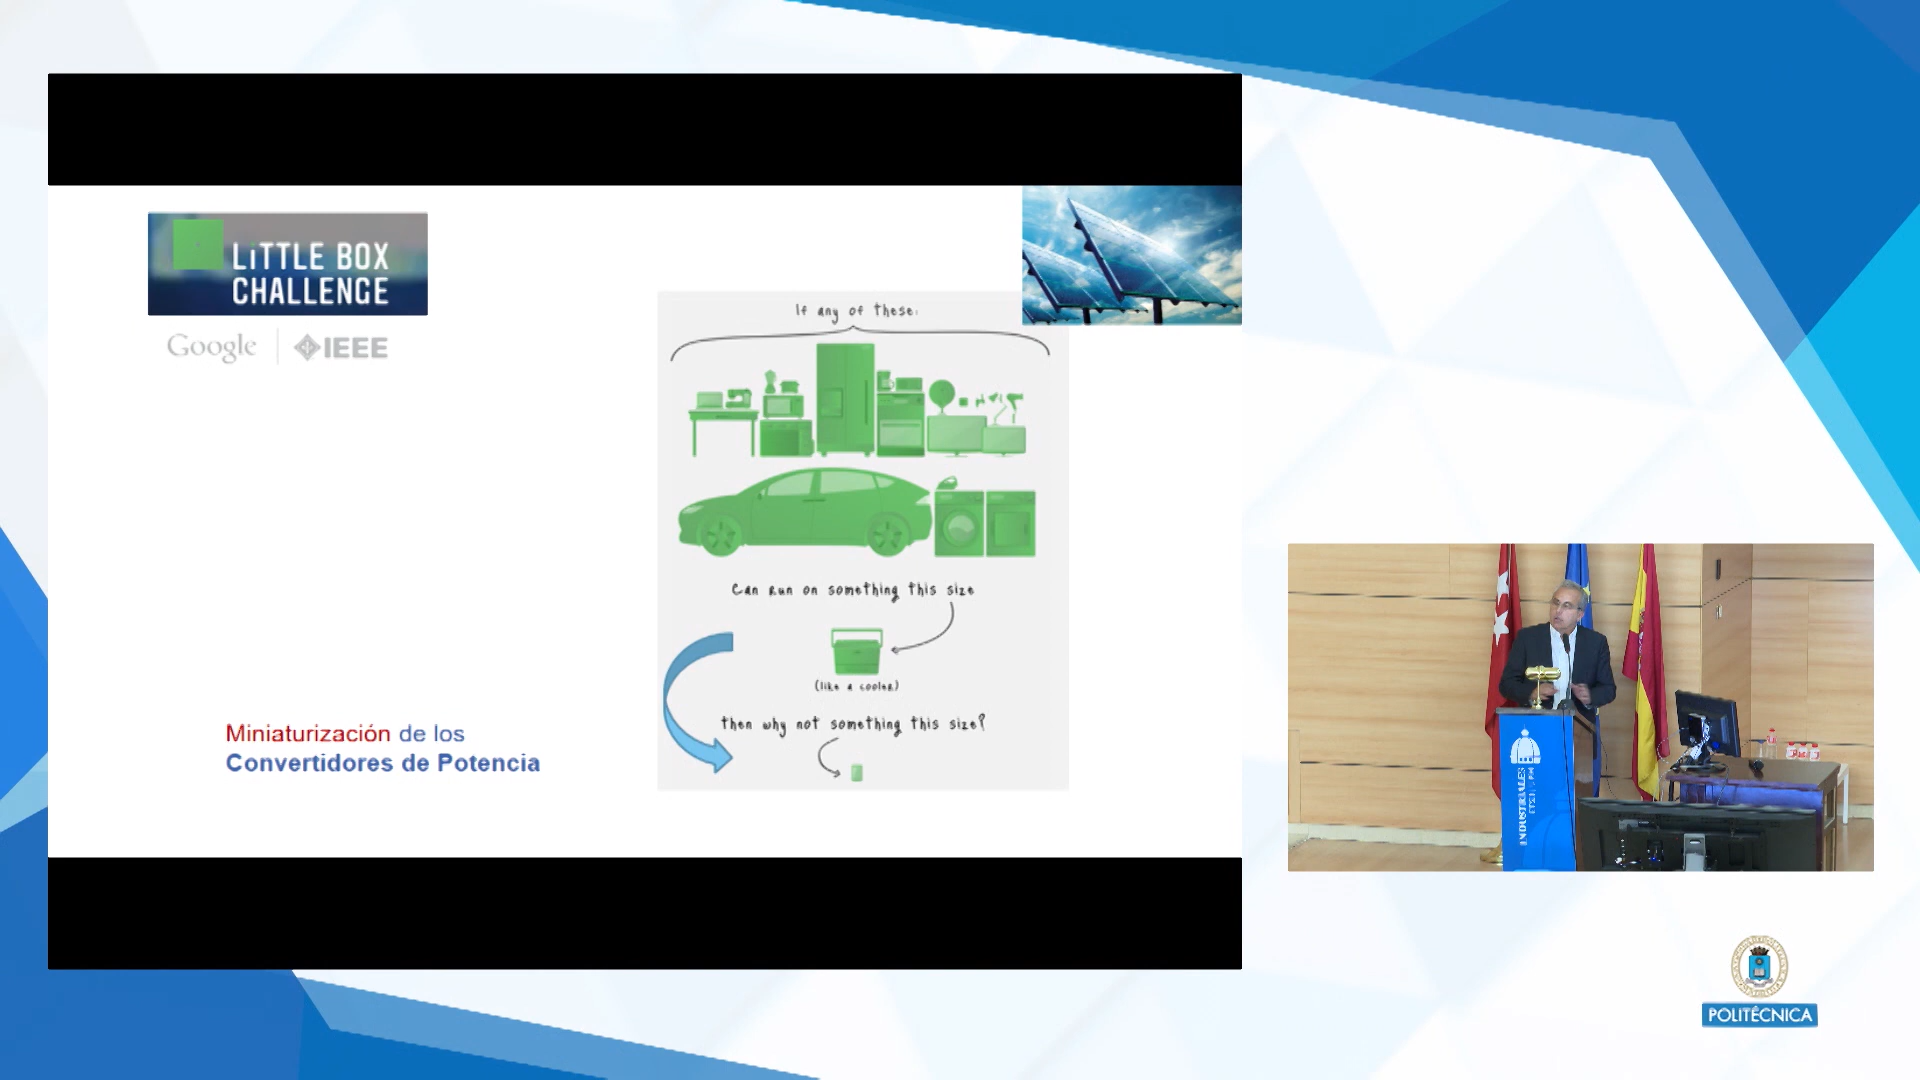 LiTTLE BOX
CHALLENGE
Google
IEEE
If any of these:
Can run on something this size
(like a cooler)
then why not something this size?
Miniaturización de los
Convertidores de Potencia
INDUSTRIALES
POLITÉCNICA